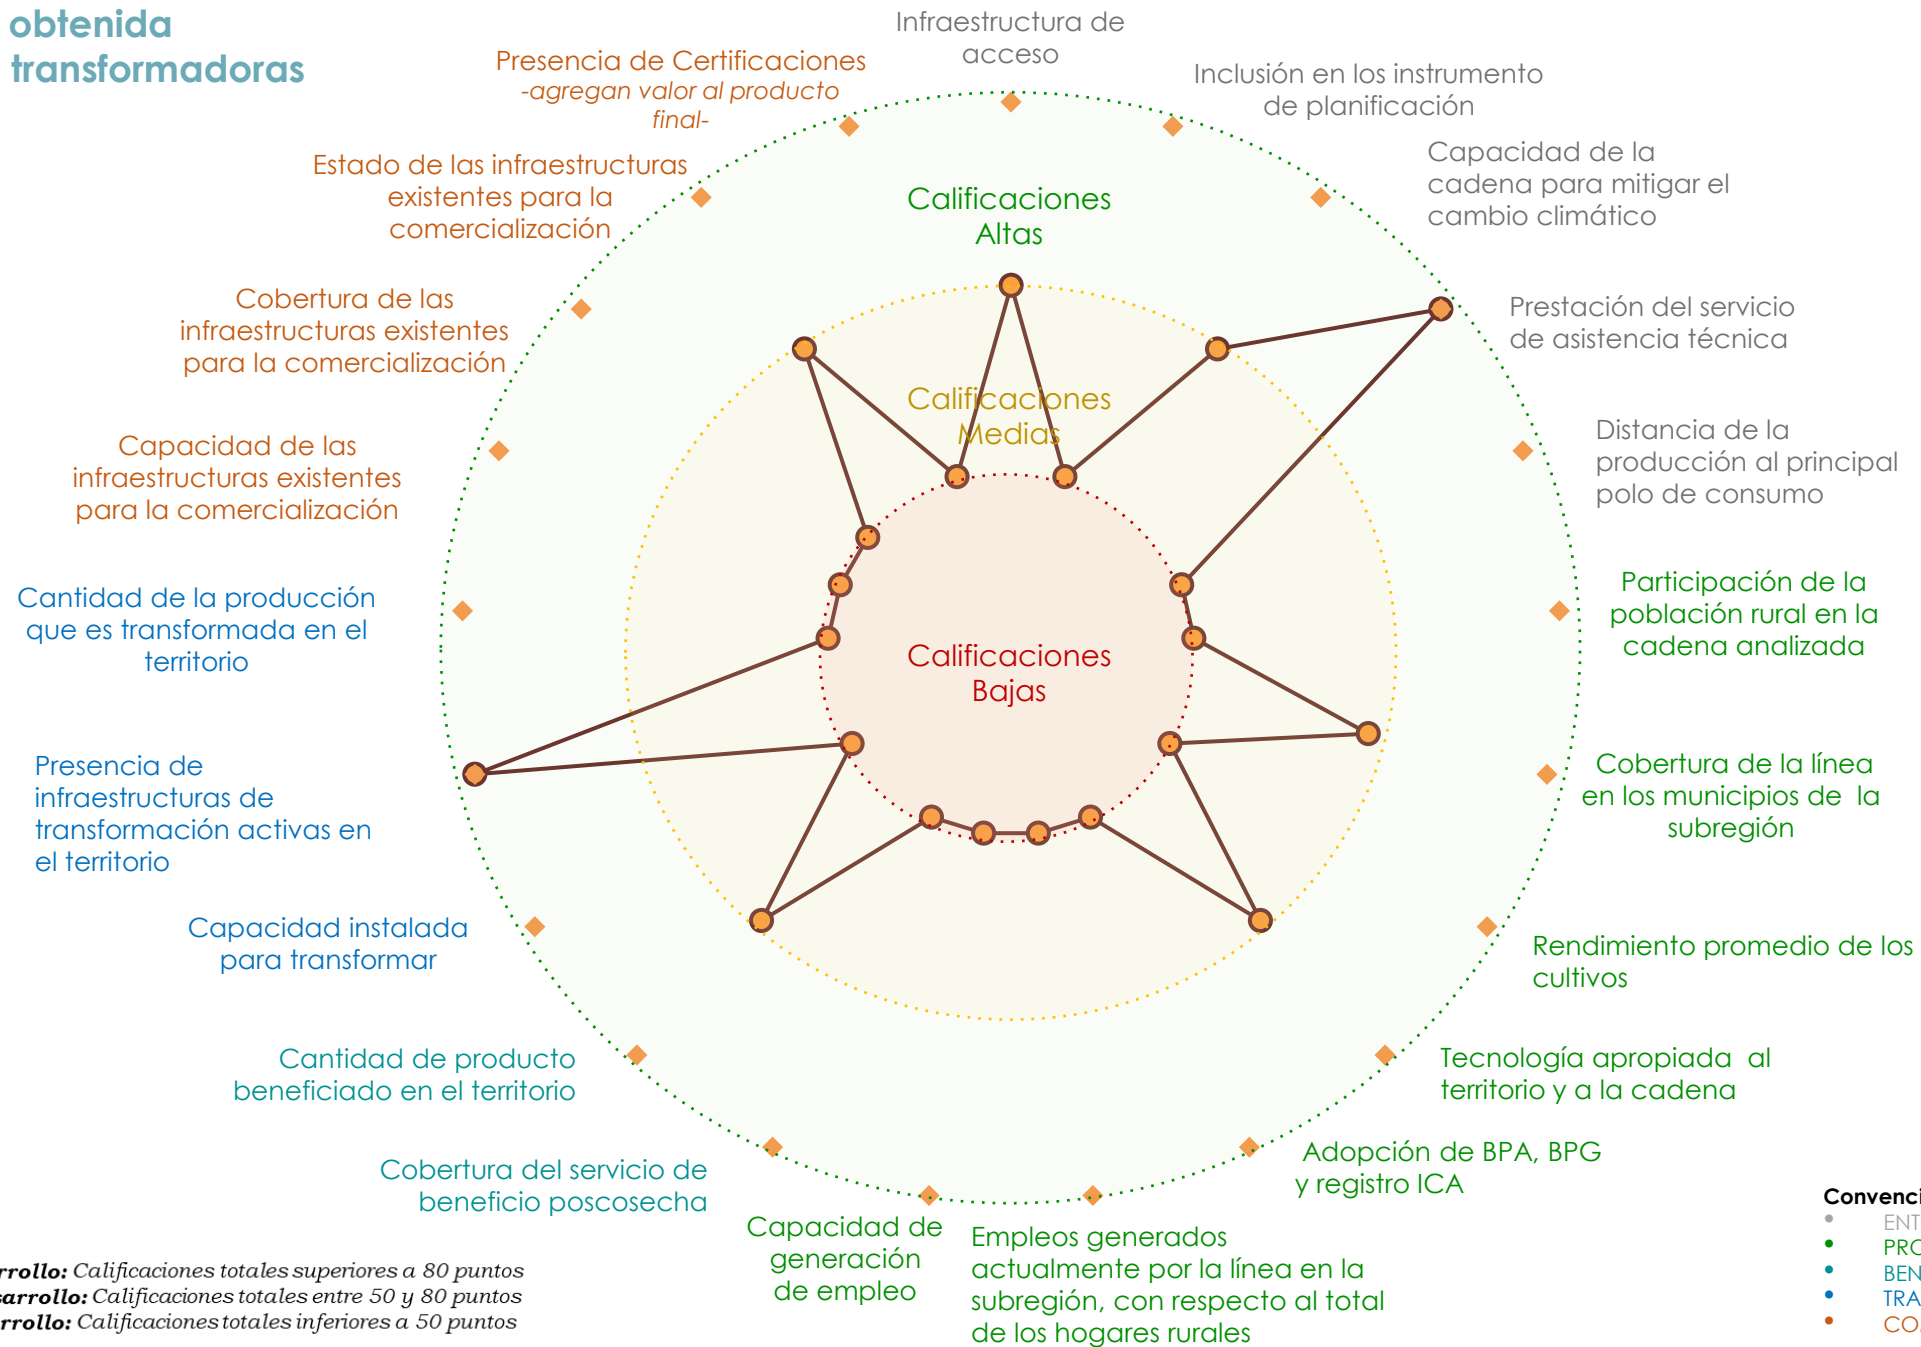 obtenida
transformadoras
Infraestructura de
acceso
Presencia de Certificaciones
-agregan valor al producto
final-
Inclusión en los instrumento
de planificación
Capacidad de la
cadena para mitigar el
cambio climático
Estado de las infraestructuras
existentes para la
comercialización
Calificaciones
Altas
Cobertura de las
infraestructuras existentes
para la comercialización
Prestación del servicio
de asistencia técnica
Calificaciones
Medias
Capacidad de las
infraestructuras existentes
para la comercialización
Distancia de la
producción al principal
polo de consumo
Cantidad de la producción
que es transformada en el
territorio
Participación de la
población rural en la
cadena analizada
Calificaciones
Bajas
Presencia de
infraestructuras de
transformación activas en
el territorio
Cobertura de la línea
en los municipios de la
subregión
Capacidad instalada
para transformar
Rendimiento promedio de los
cultivos
Cantidad de producto
beneficiado en el territorio
Tecnología apropiada al
territorio y a la cadena
Cobertura del servicio de
beneficio poscosecha
Adopción de BPA, BPG
y registro ICA
Capacidad de
generación
de empleo
Empleos generados
actualmente por la línea en la
subregión, con respecto al total
de los hogares rurales
rrollo: Calificaciones totales superiores a 80 puntos
arrollo: Calificaciones totales entre 50 y 80 puntos
rrollo: Calificaciones totales inferiores a 50 puntos
Convenci
• ENT
• PRO
• BEN
• TRA
• CO